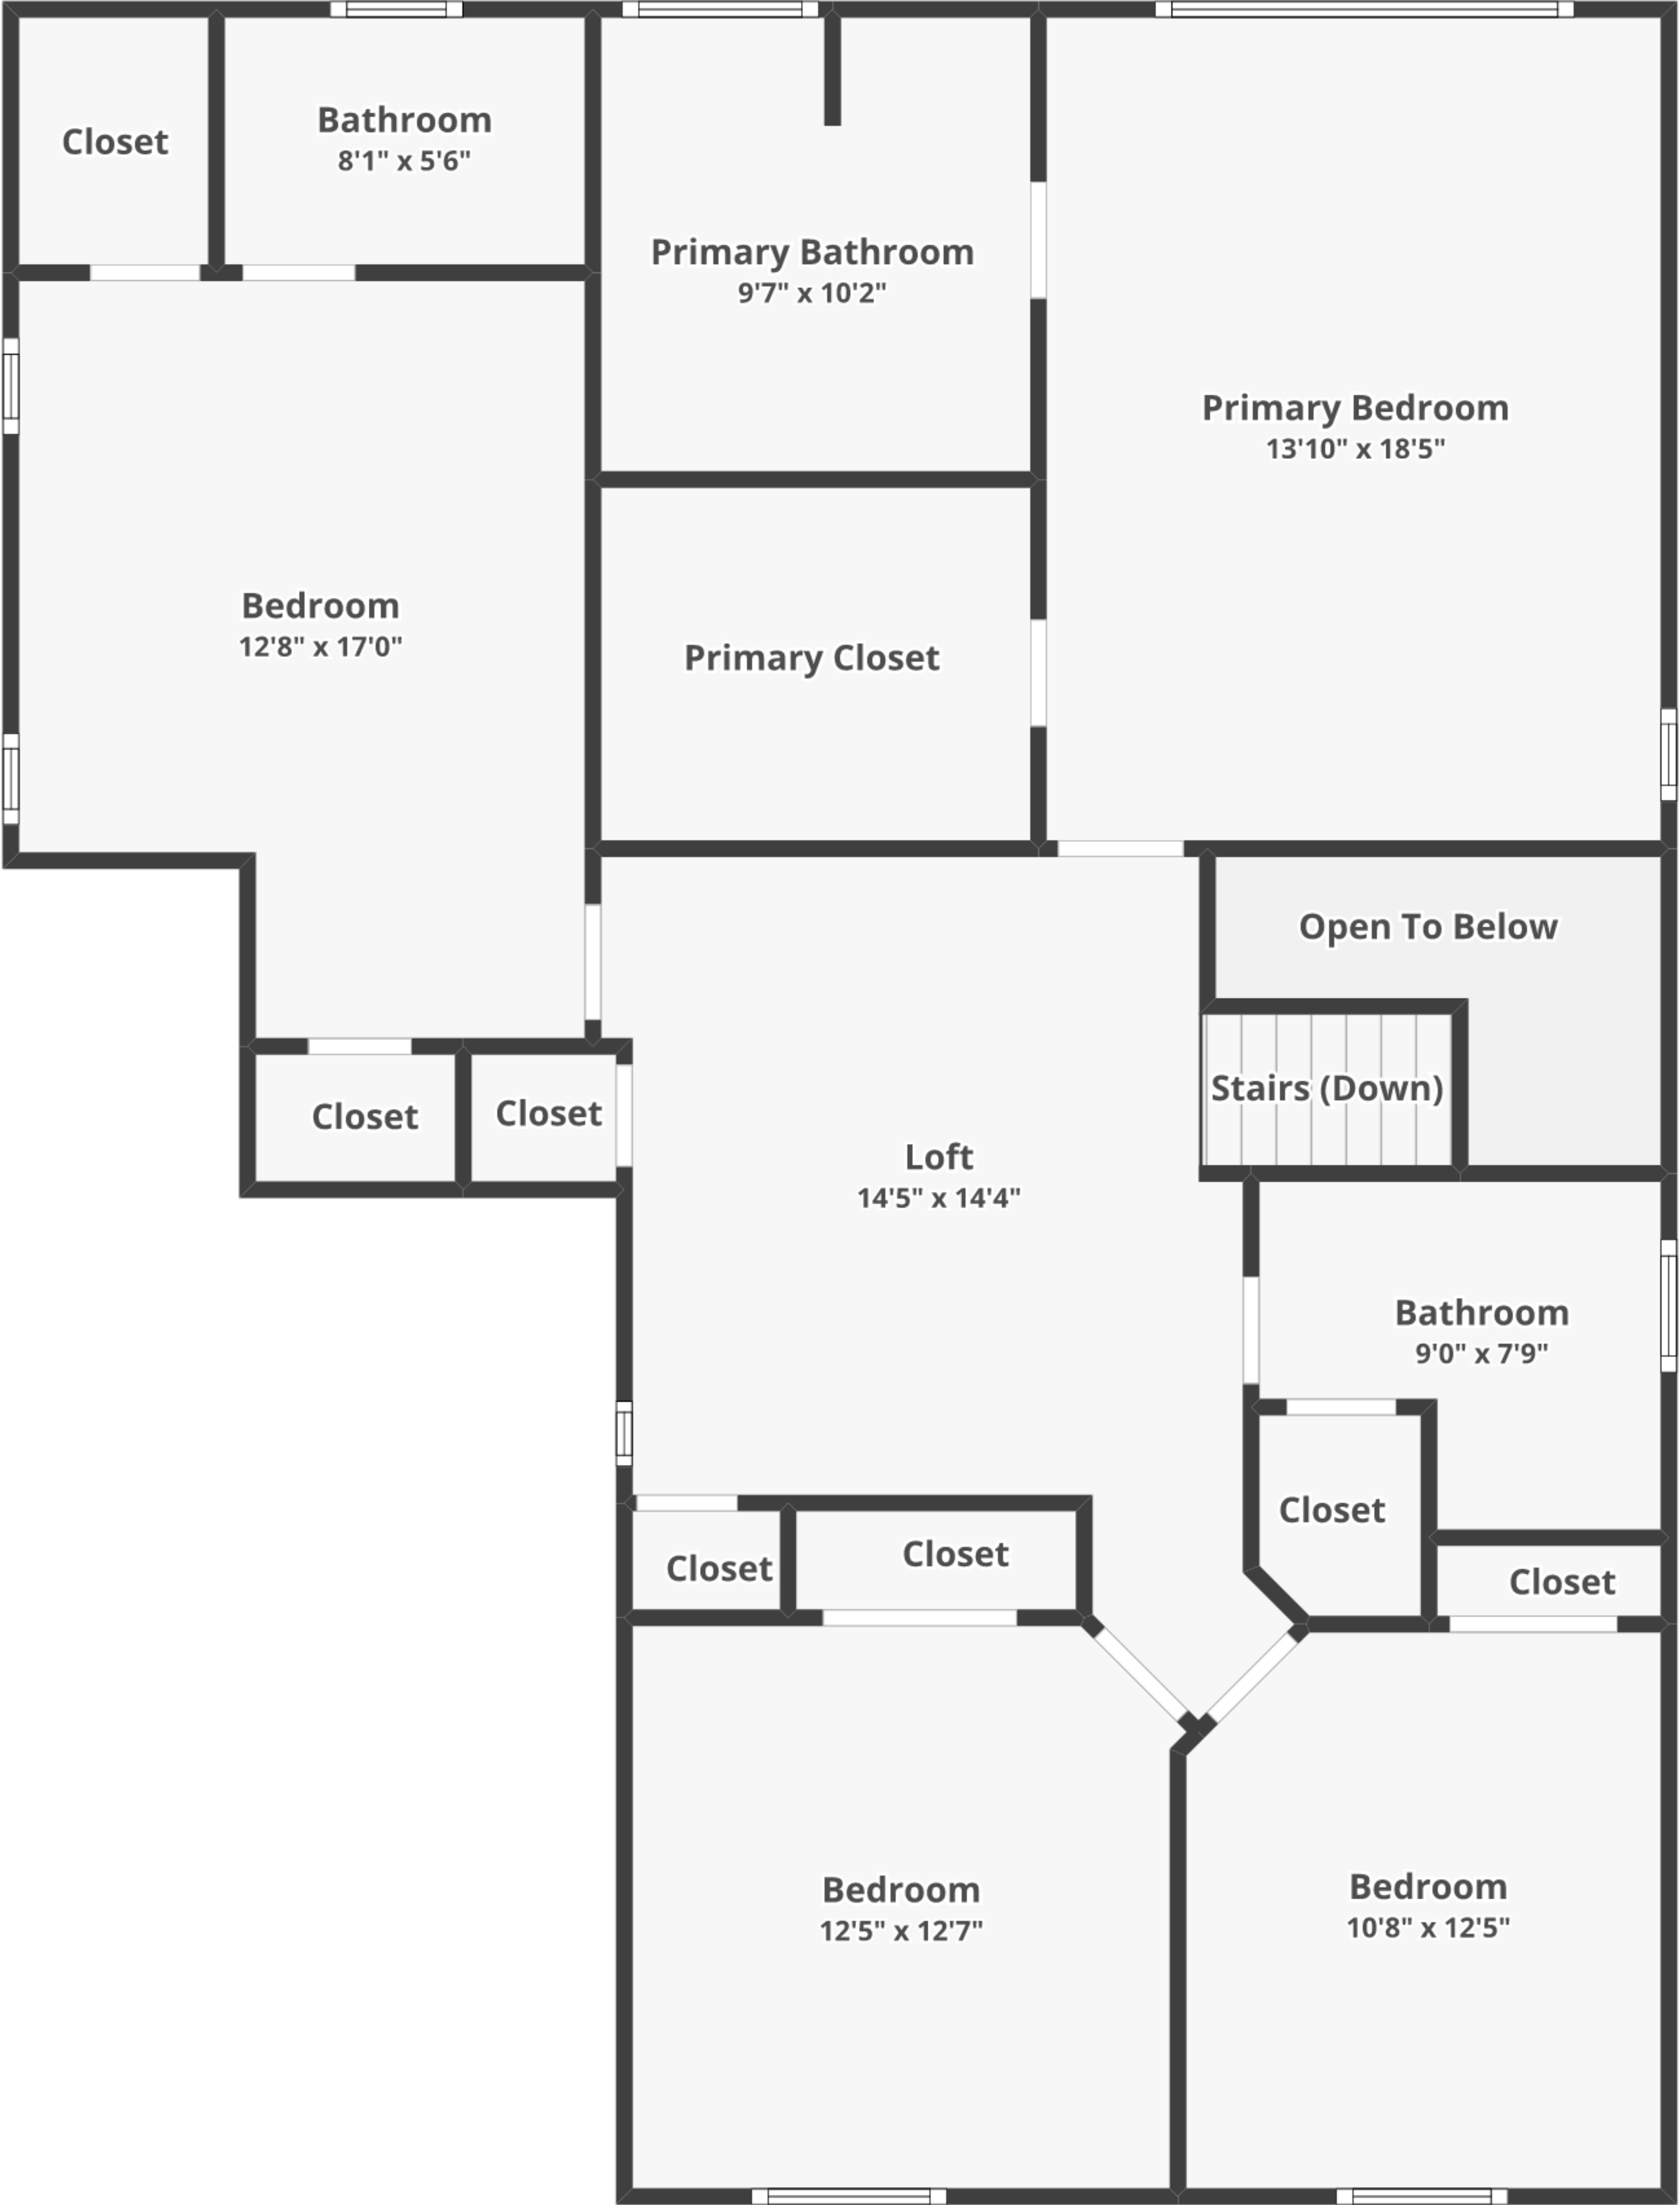 Closet
Bathroom
8'1" x 5'6"
Primary Bathroom
9'7" x 10'2"
Primary Bedroom
13'10" x 18'5"
Bedroom
12'8" x 17'0"
Primary Closet
Open To Below
Stairs (Down)
Closet
Closet
Loft
14'5" x 14'4"
Bathroom
9'0" x 7'9"
Closet
Closet
Closet
Closet
Bedroom
12'5" x 12'7"
Bedroom
10'8" x 12'5"